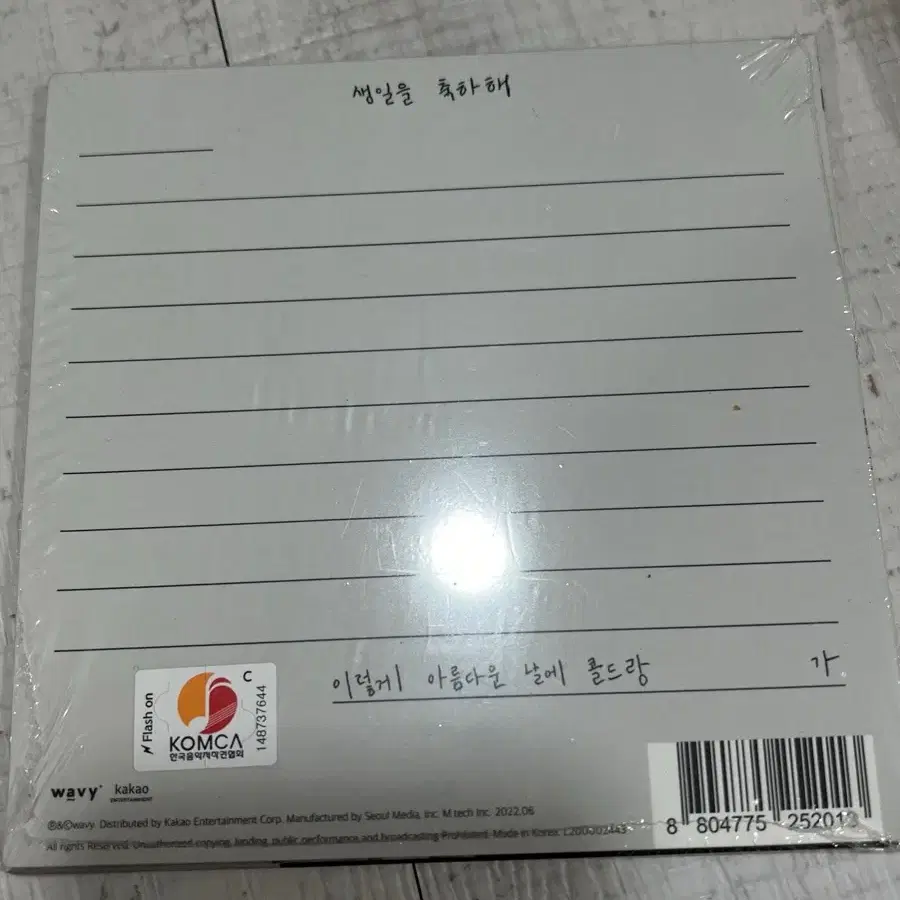 생일을 축하해
이렇게 아름다운 날에 콜드랑 가
Flash on
C
KOMCA
한국음악저작권협회
148737644
wavy
kakao
ENTERTAINMENT
℗&©wavy. Distributed by Kakao Entertainment Corp. Manufactured by Seoul Media, Inc. M tech Inc. 2022.06
All rights Reserved. Unauthorized copying, lending, public performance and broadcasting Prohibited. Made in Korea.
8 804775 252013